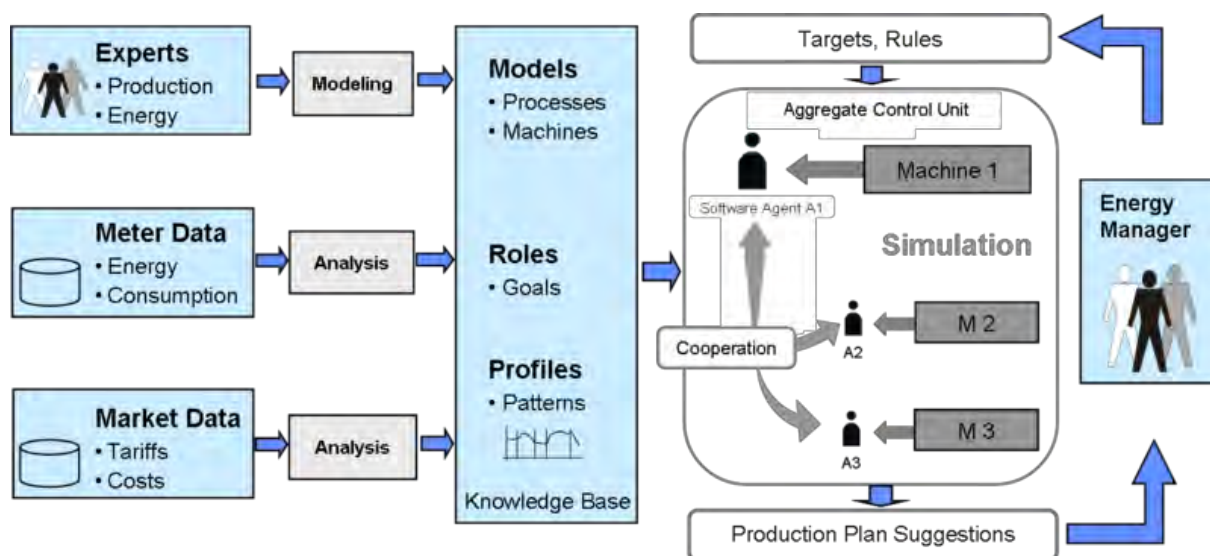 Experts
• Production
• Energy
Modeling
Meter Data
• Energy
• Consumption
Analysis
Market Data
• Tariffs
• Costs
Analysis
Models
• Processes
• Machines
Roles
• Goals
Profiles
• Patterns
Knowledge Base
Targets, Rules
Aggregate Control Unit
Machine 1
Software Agent A1
Simulation
M 2
Cooperation
A2
M 3
A3
Production Plan Suggestions
Energy
Manager